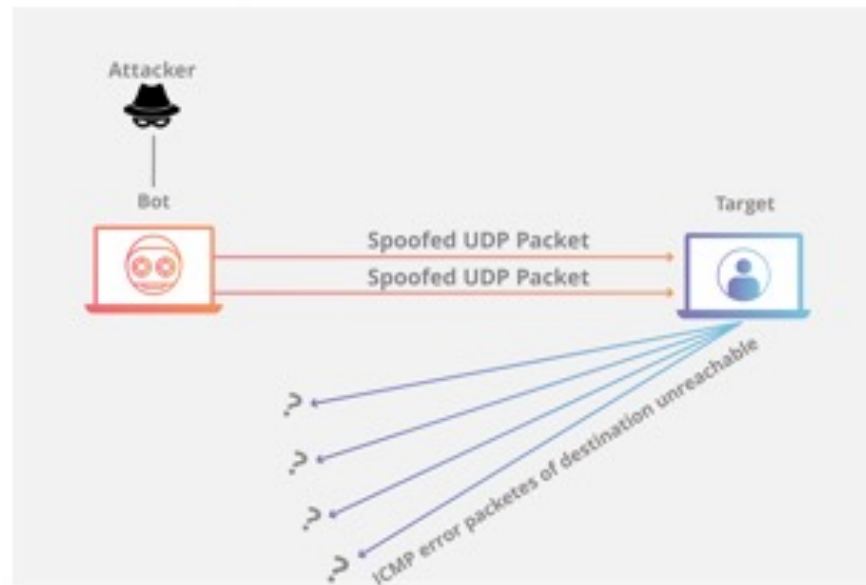 Attacker
Bot
Target
Spoofed UDP Packet
Spoofed UDP Packet
?
?
?
?
ICMP error packetes of destination unreachable